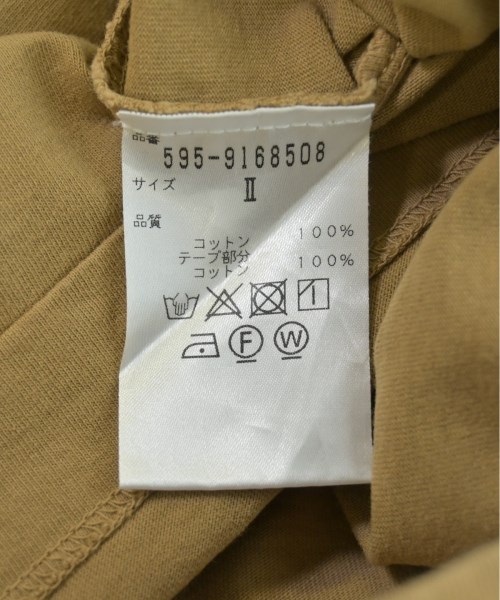 品番
595-9168508
サイズ II
品質
コットン 100%
テープ部分
コットン 100%
F W